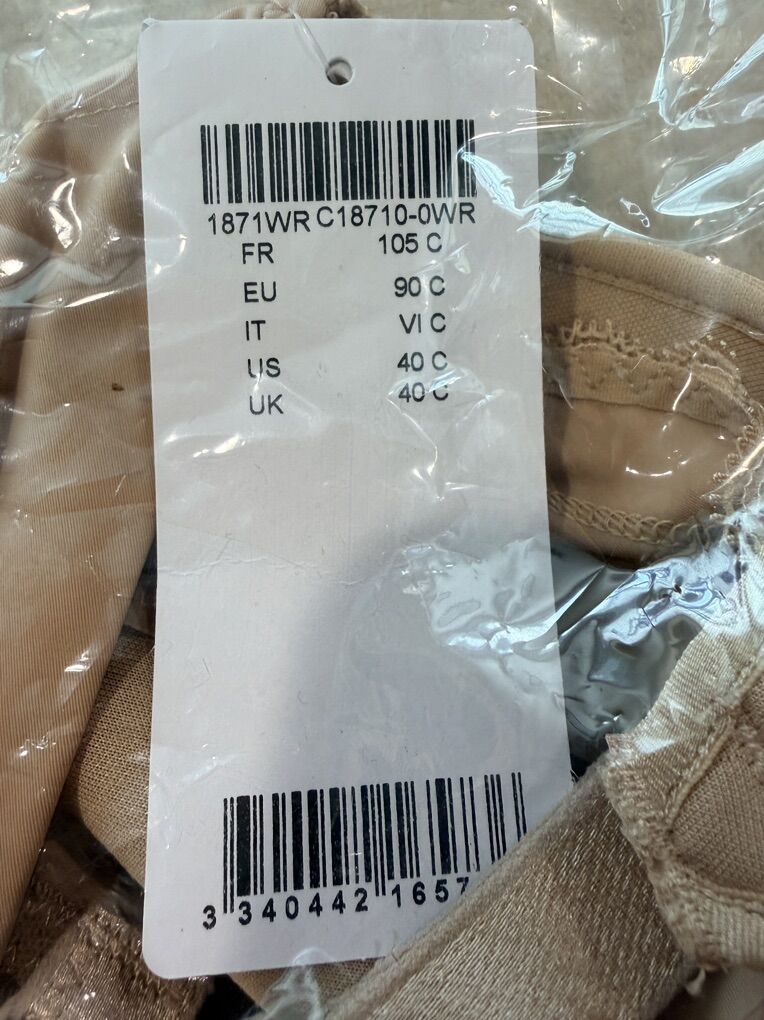 1871WR C18710-0WR
FR 105 C
EU 90 C
IT VI C
US 40 C
UK 40 C
3 340442 1657